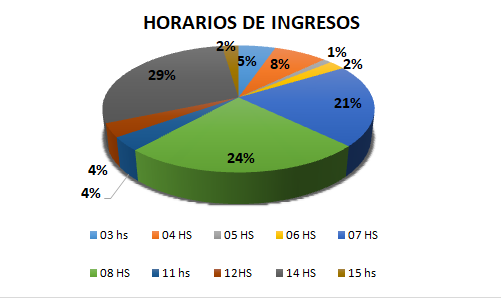 HORARIOS DE INGRESOS
2%
5%
8%
1%
2%
29%
21%
24%
4%
4%
03 hs
04 HS
05 HS
06 HS
07 HS
08 HS
11 hs
12HS
14 HS
15 hs